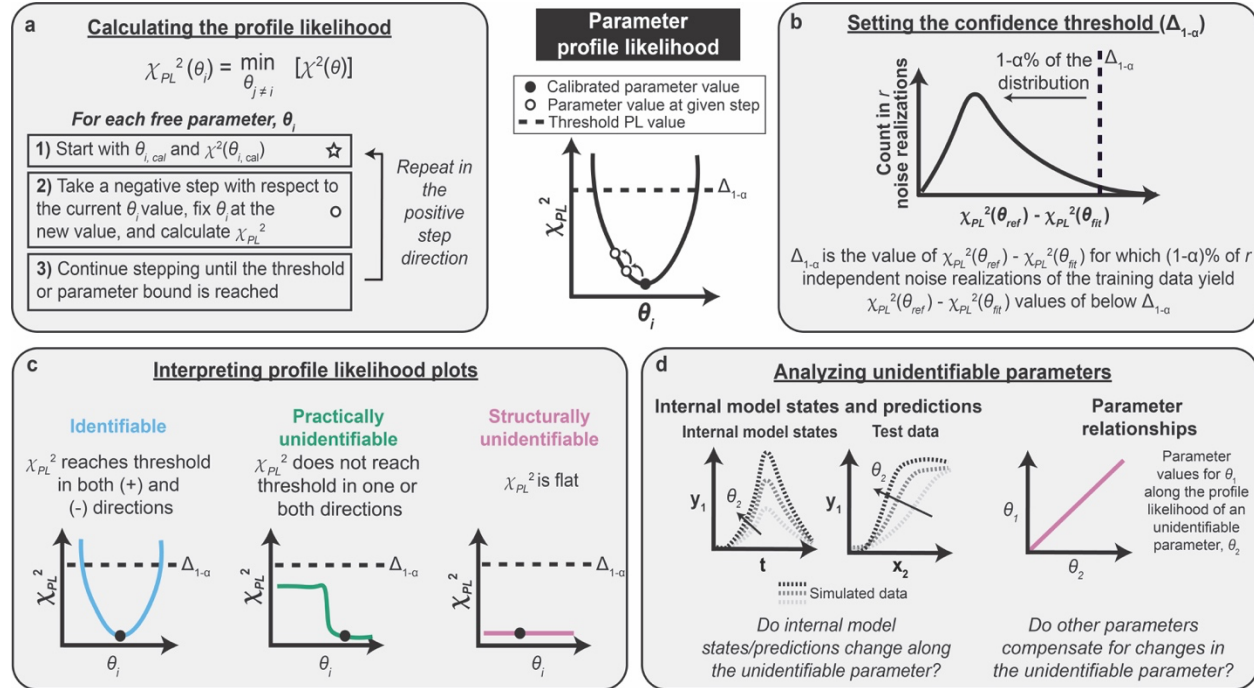 a
Calculating the profile likelihood
χPL²(θi) = min [χ²(θ)]
θj≠i
For each free parameter, θi
1) Start with θi, cal and χ²(θi, cal)
2) Take a negative step with respect to
the current θi value, fix θi at the
new value, and calculate χPL²
3) Continue stepping until the threshold
or parameter bound is reached
Repeat in
the
positive
step
direction
Parameter
profile likelihood
Calibrated parameter value
Parameter value at given step
Threshold PL value
χPL²
Δ1-α
θi
b
Setting the confidence threshold (Δ1-α)
1-α% of the
distribution
Δ1-α
Count in r
noise realizations
χPL²(θref) - χPL²(θfit)
Δ1-α is the value of χPL²(θref) - χPL²(θfit) for which (1-α)% of r
independent noise realizations of the training data yield
χPL²(θref) - χPL²(θfit) values of below Δ1-α
c
Interpreting profile likelihood plots
Identifiable
χPL² reaches threshold
in both (+) and
(-) directions
χPL²
Δ1-α
θi
Practically
unidentifiable
χPL² does not reach
threshold in one or
both directions
χPL²
Δ1-α
θi
Structurally
unidentifiable
χPL² is flat
χPL²
Δ1-α
θi
d
Analyzing unidentifiable parameters
Internal model states and predictions
Internal model states
y1
θ2
t
Test data
y1
θ2
x2
Simulated data
Do internal model
states/predictions change along
the unidentifiable parameter?
Parameter
relationships
θ1
θ2
Parameter
values for θ1
along the profile
likelihood of an
unidentifiable
parameter, θ2
Do other parameters
compensate for changes in
the unidentifiable parameter?